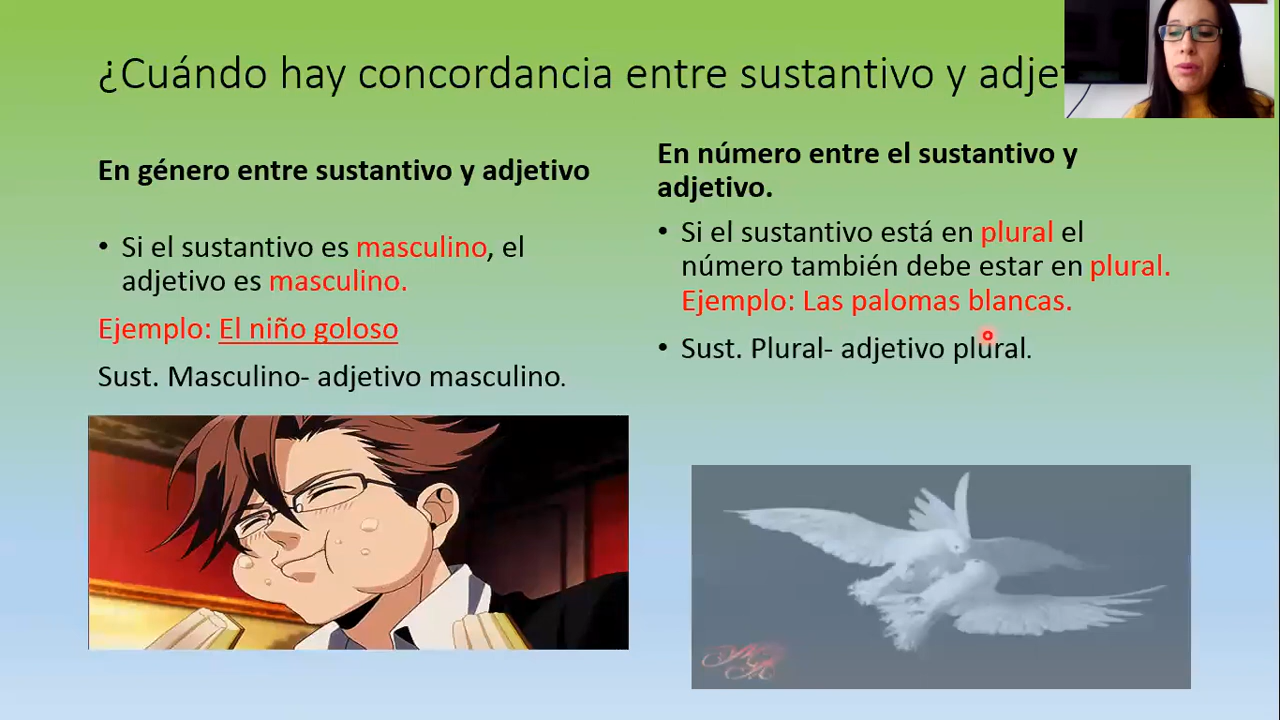 ¿Cuándo hay concordancia entre sustantivo y adje
En género entre sustantivo y adjetivo
• Si el sustantivo es masculino, el
adjetivo es masculino.
Ejemplo: El niño goloso
Sust. Masculino- adjetivo masculino.
En número entre el sustantivo y
adjetivo.
• Si el sustantivo está en plural el
número también debe estar en plural.
Ejemplo: Las palomas blancas.
• Sust. Plural- adjetivo plural.